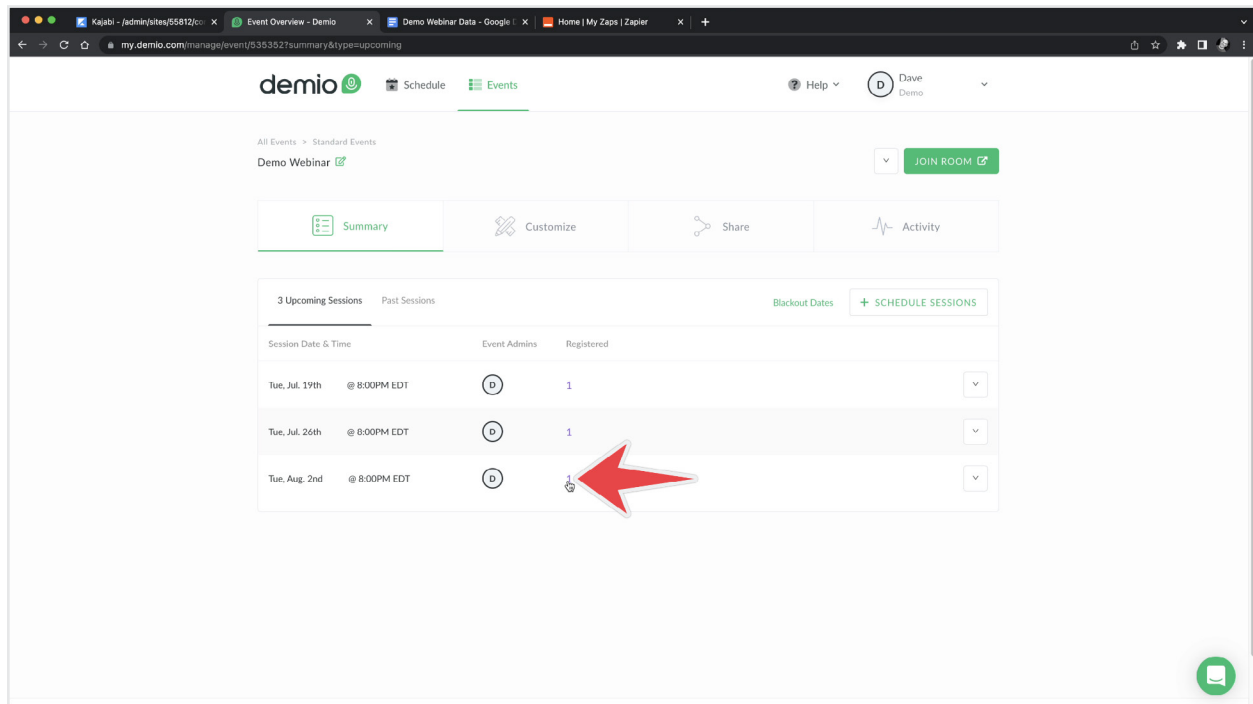 Kajabi - /admin/sites/55812/co
Event Overview - Demio
Demo Webinar Data - Google
Home | My Zaps | Zapier
my.demio.com/manage/event/535352?summary&type=upcoming
demio
Schedule
Events
Help
D
Dave
Demo
All Events > Standard Events
Demo Webinar
JOIN ROOM
Summary
Customize
Share
Activity
3 Upcoming Sessions
Past Sessions
Blackout Dates
+ SCHEDULE SESSIONS
Session Date & Time
Event Admins
Registered
Tue, Jul. 19th @ 8:00PM EDT D 1
Tue, Jul. 26th @ 8:00PM EDT D 1
Tue, Aug. 2nd @ 8:00PM EDT D 1